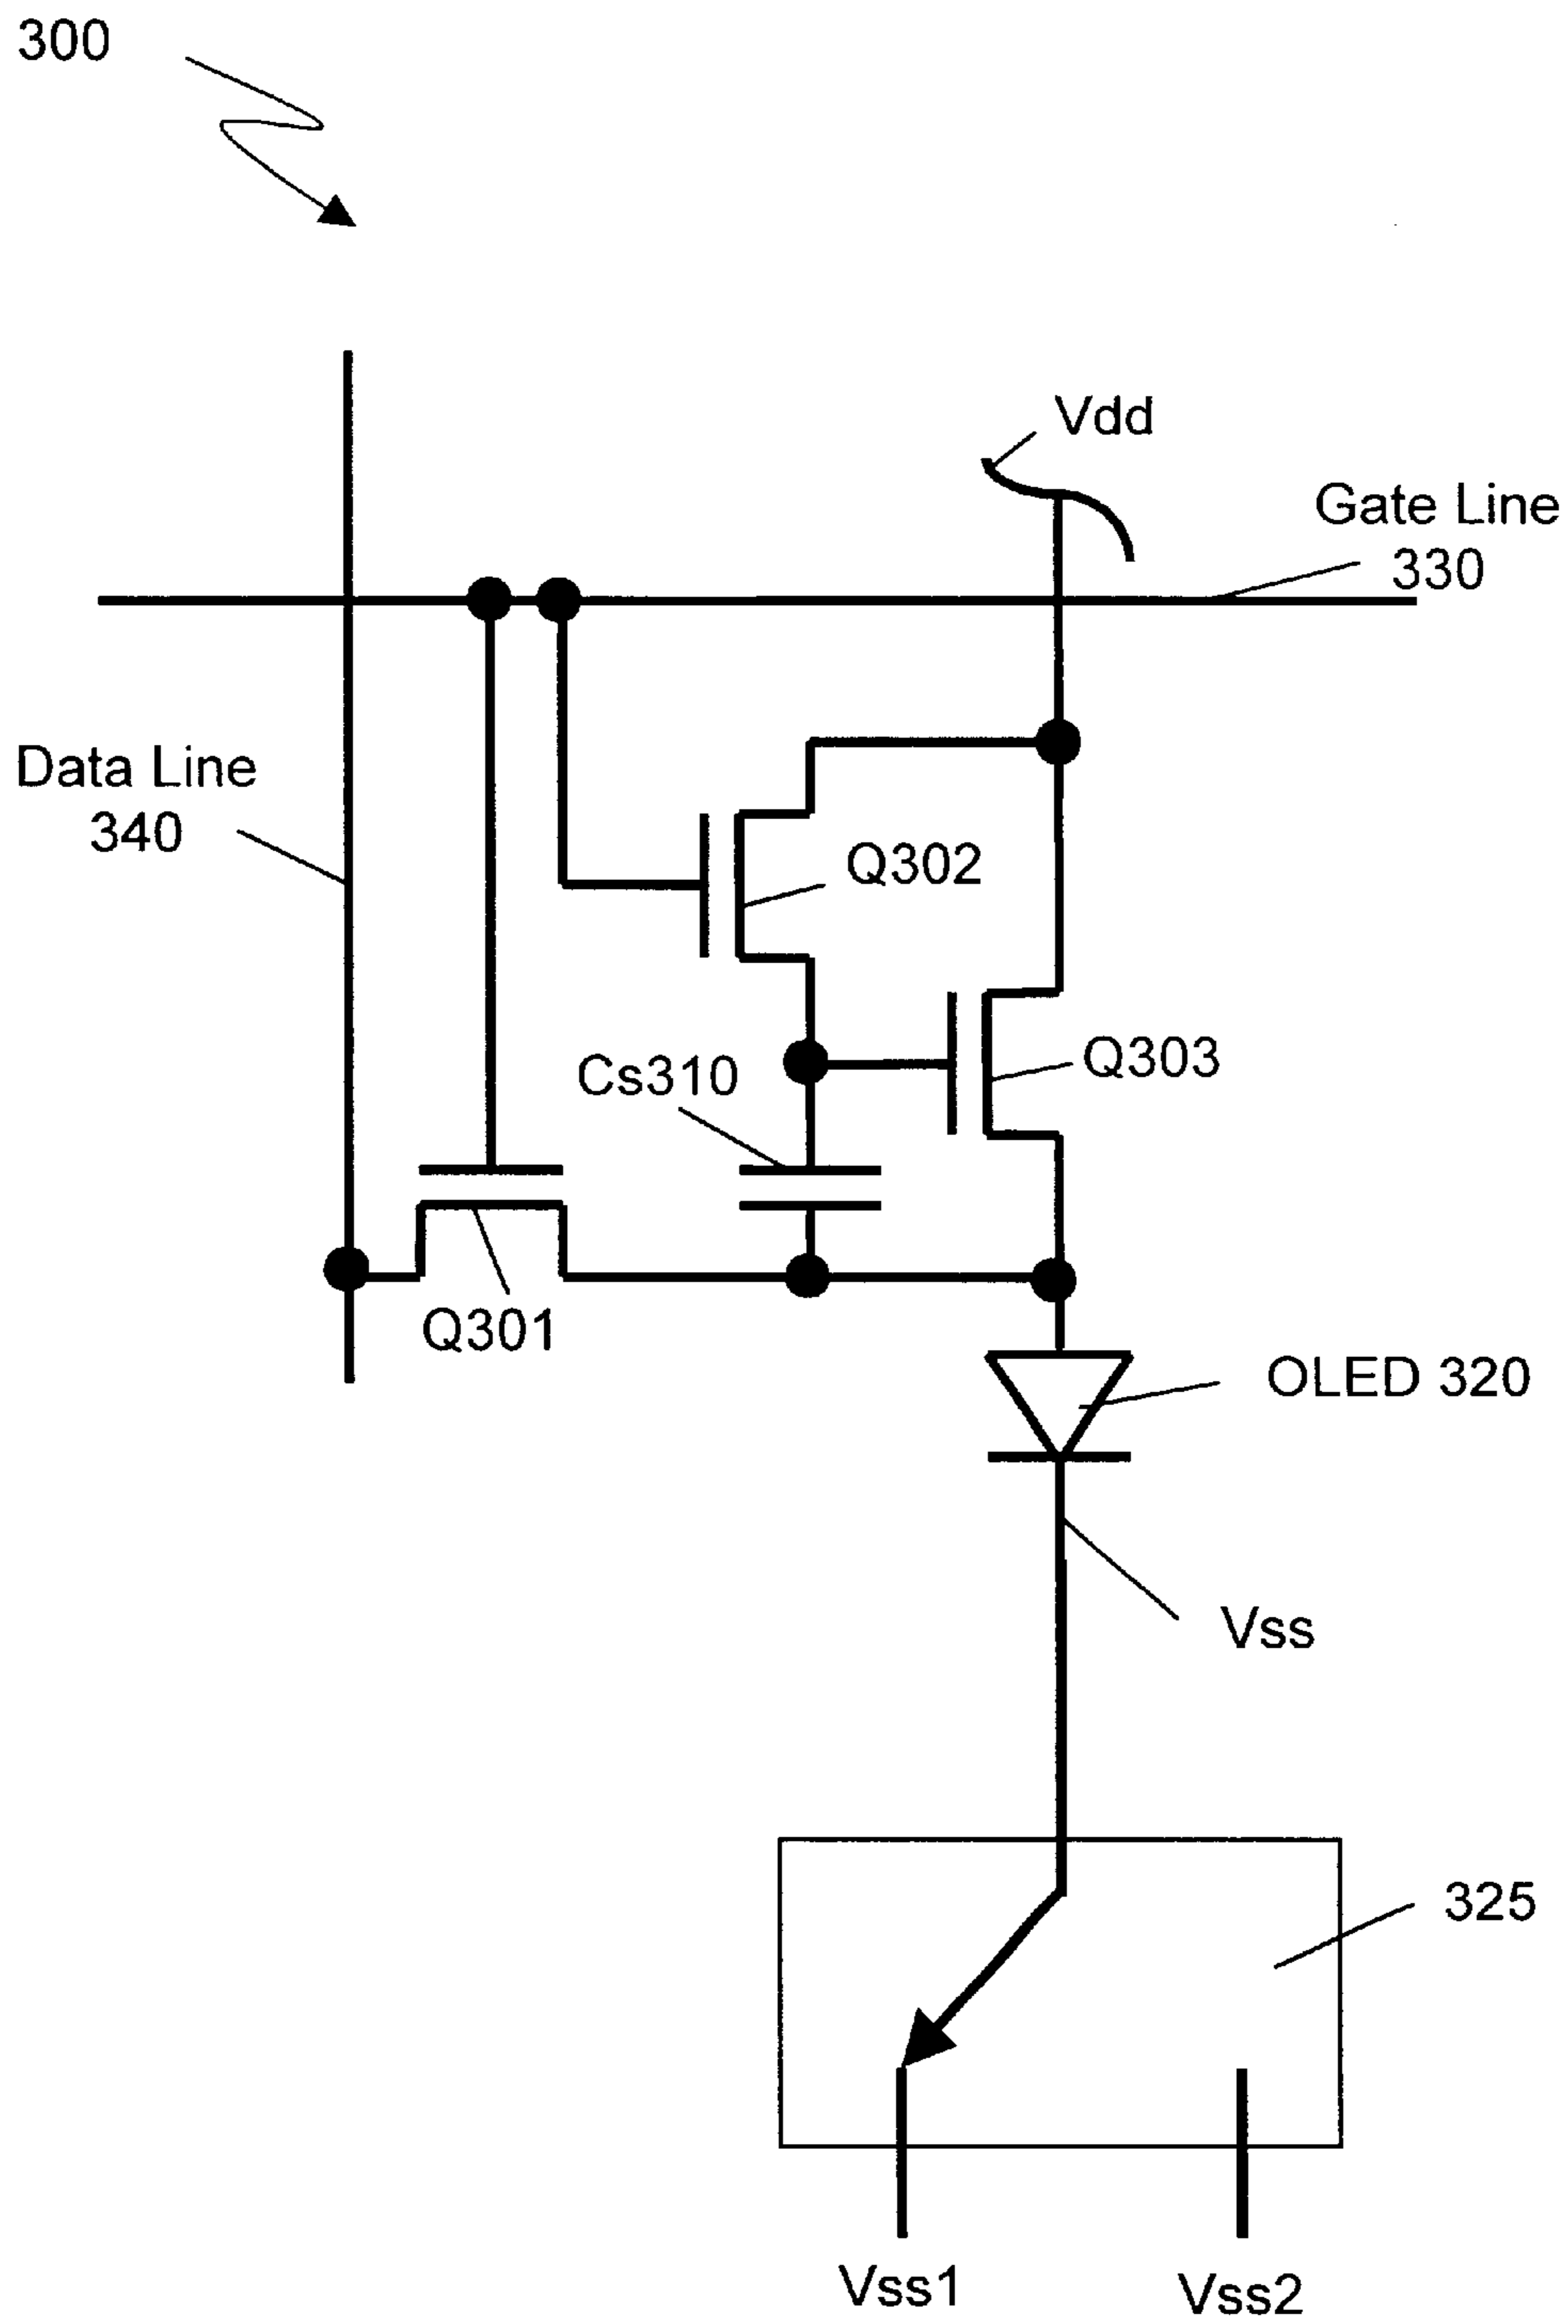 300
Vdd
Gate Line
330
Data Line
340
Q302
Q303
Cs310
Q301
OLED 320
Vss
325
Vss1
Vss2